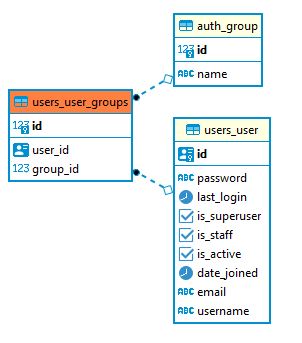 auth_group
123 id
ABC name
users_user_groups
123 id
user_id
123 group_id
users_user
id
ABC password
last_login
is_superuser
is_staff
is_active
date_joined
ABC email
ABC username